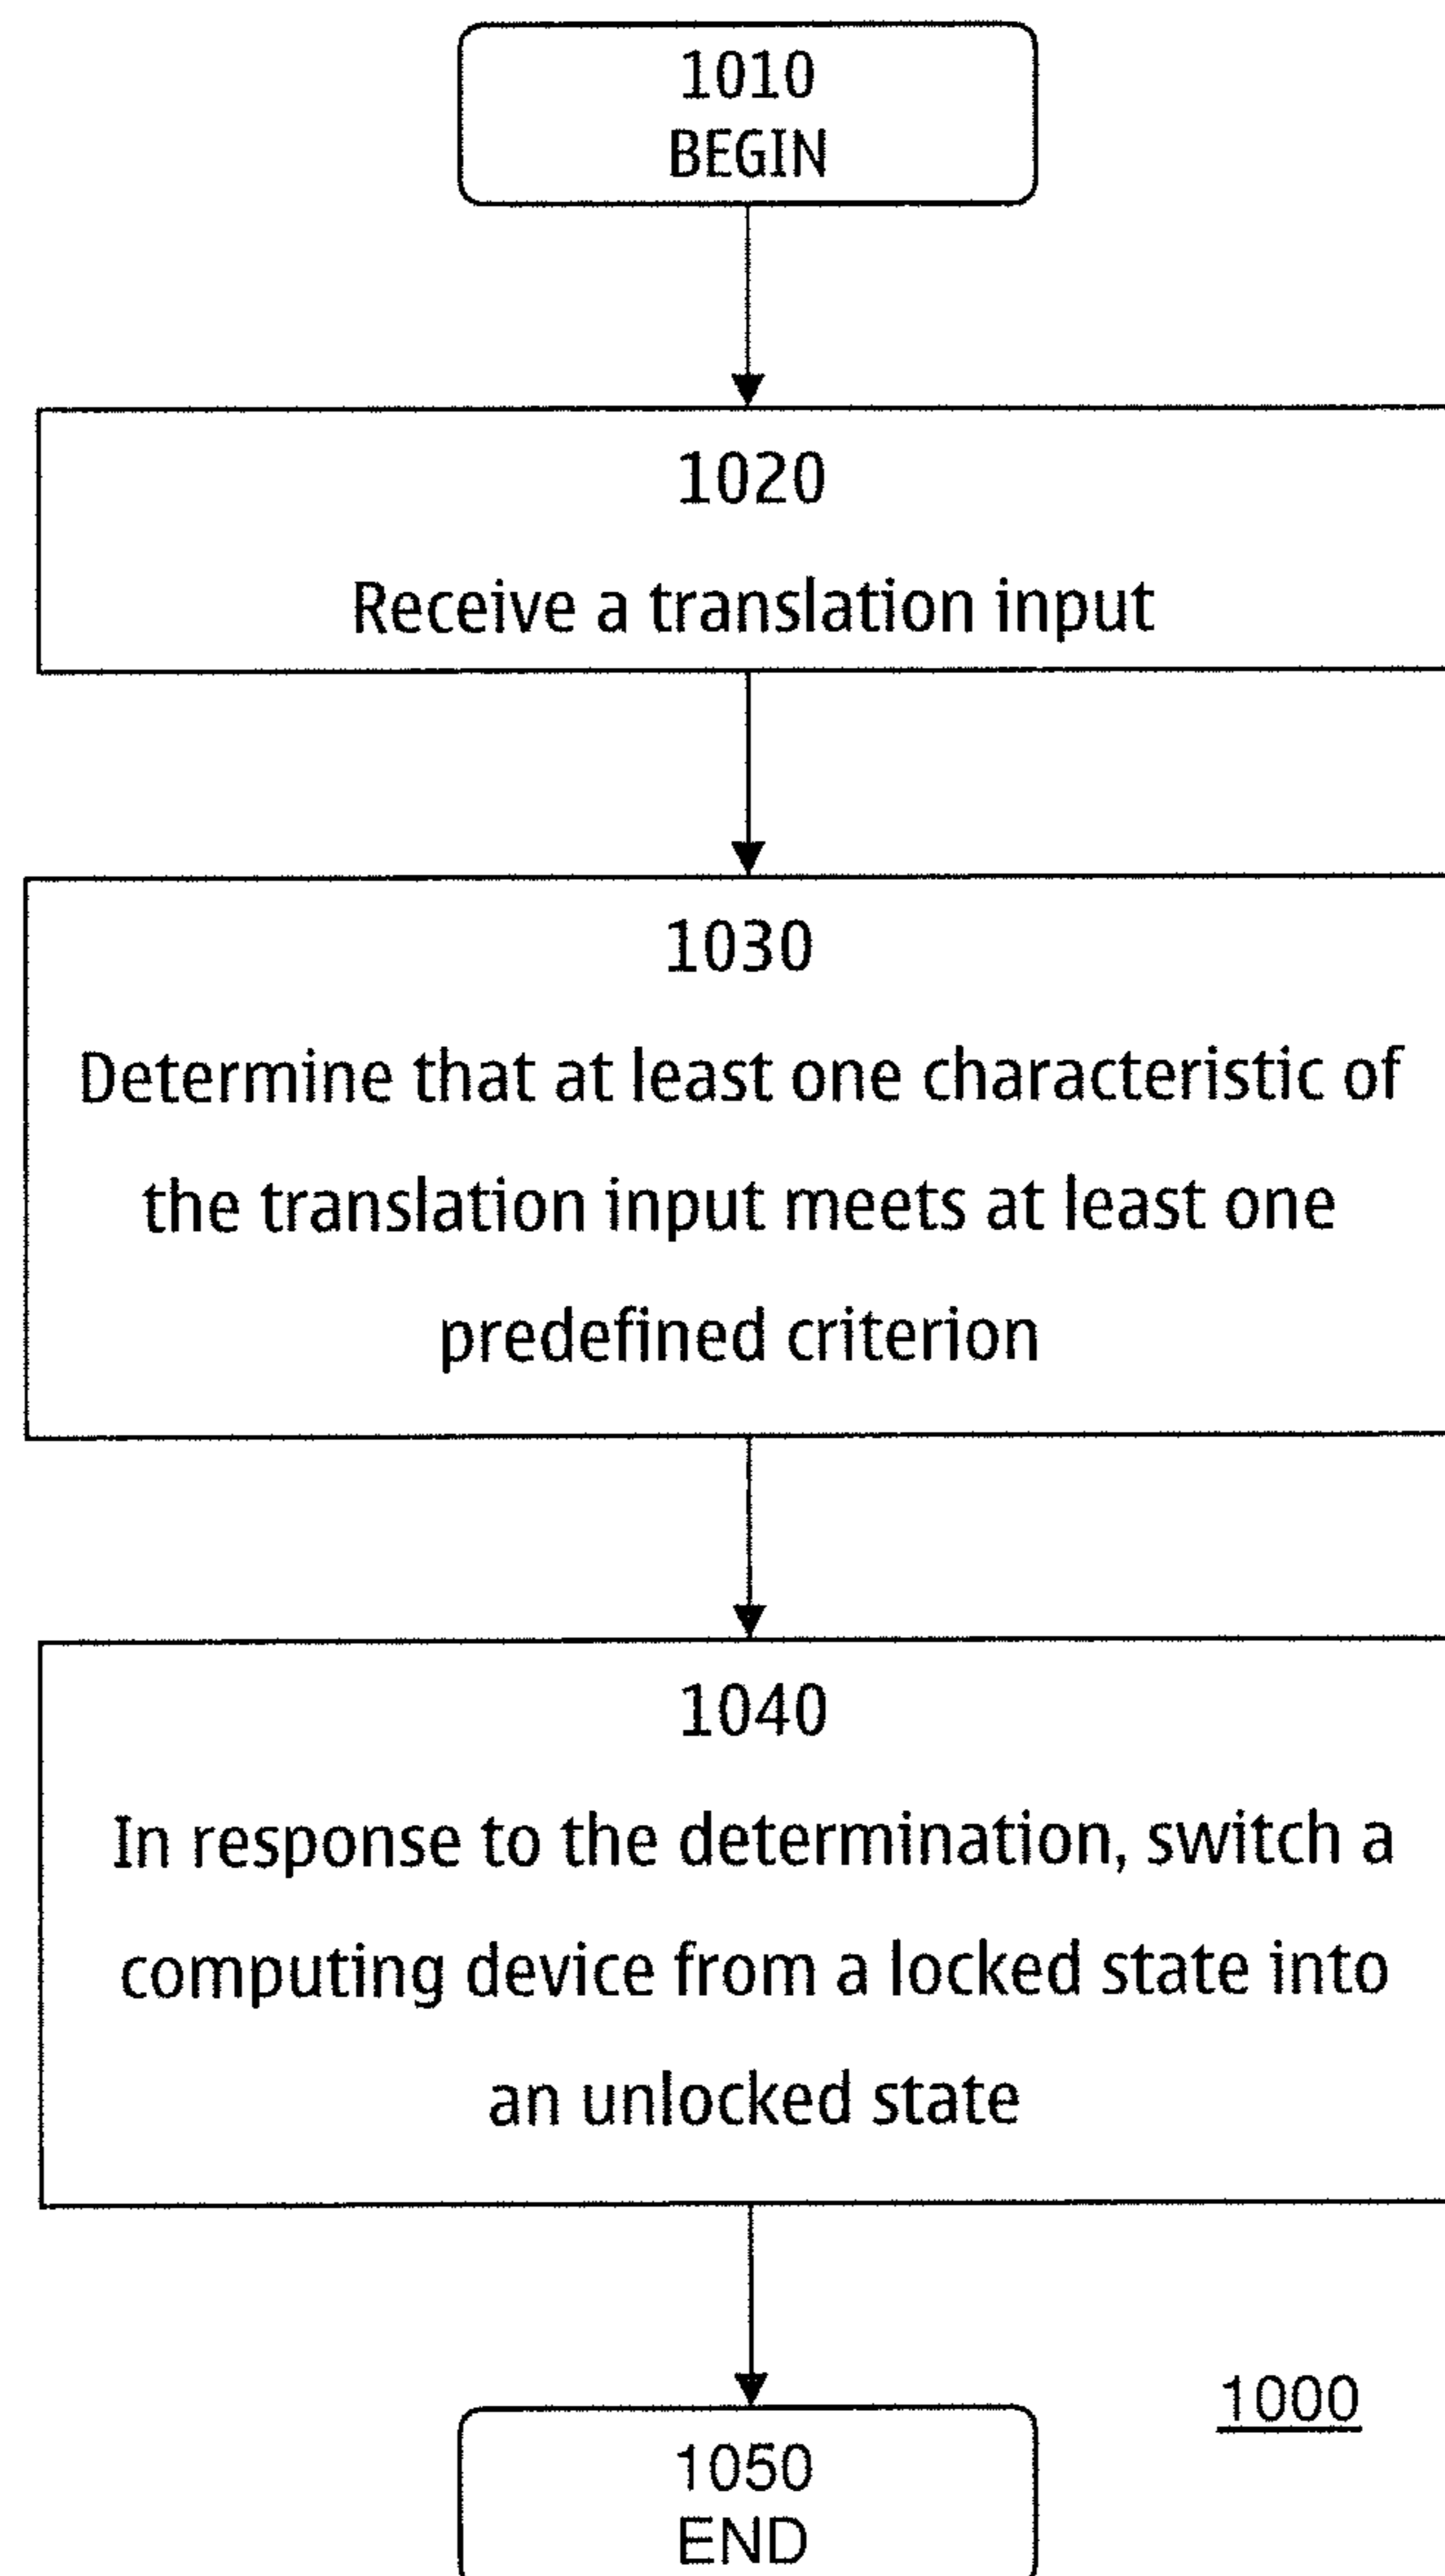 1010
BEGIN
1020
Receive a translation input
1030
Determine that at least one characteristic of
the translation input meets at least one
predefined criterion
1040
In response to the determination, switch a
computing device from a locked state into
an unlocked state
1000
1050
END